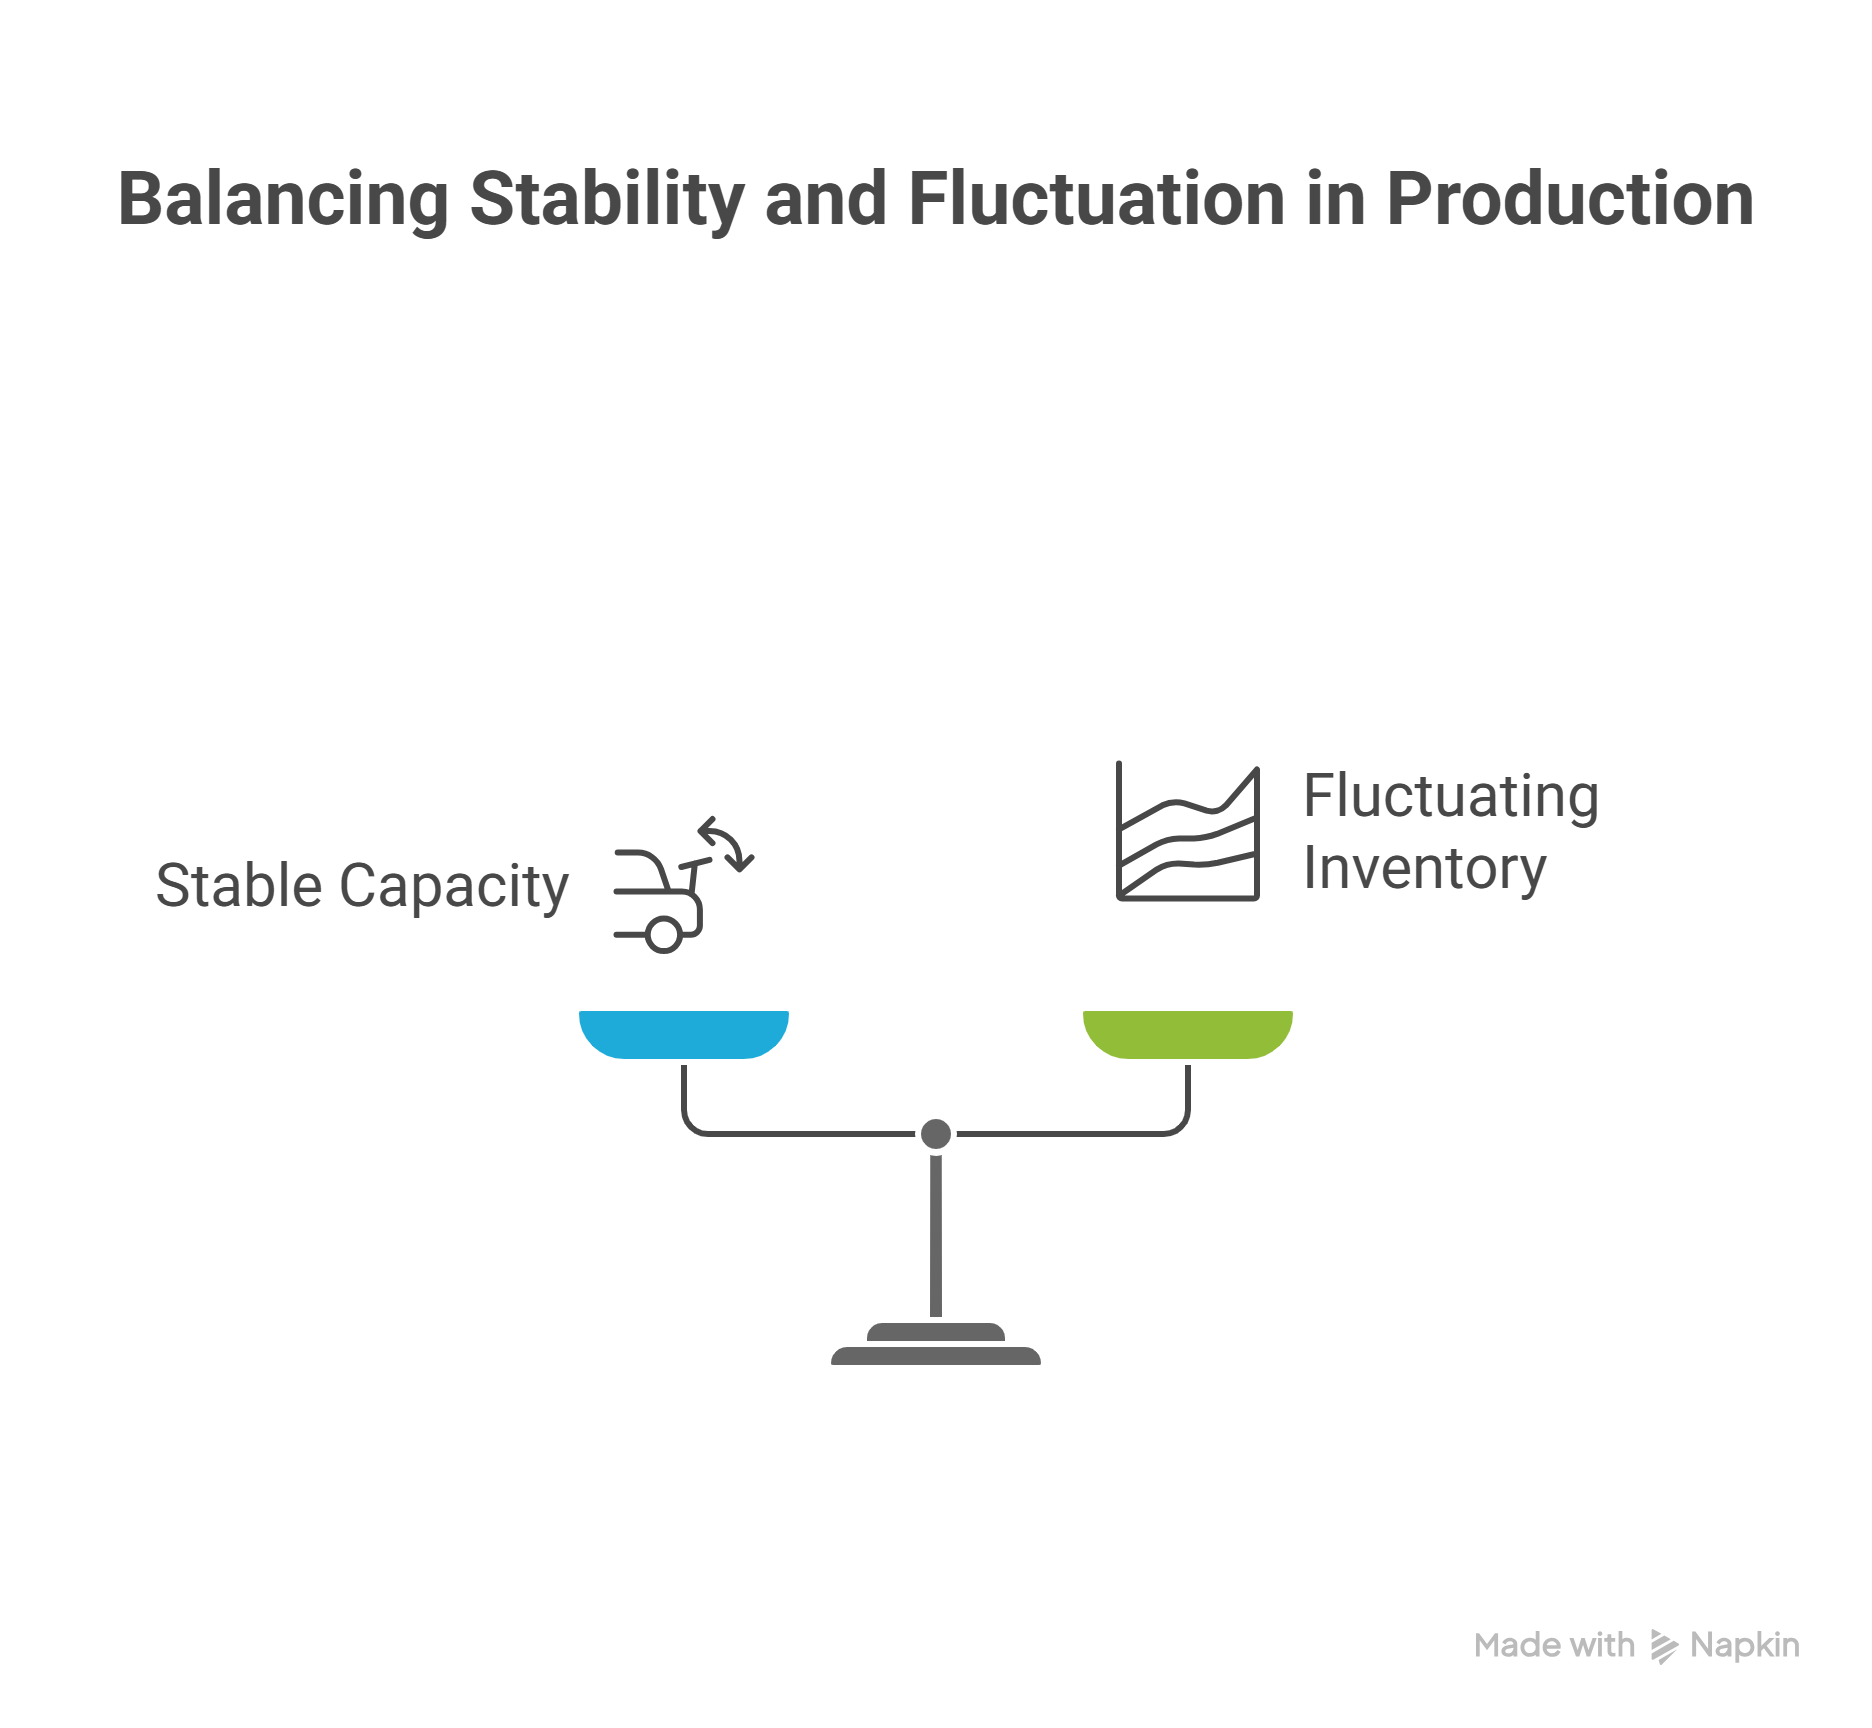 Balancing Stability and Fluctuation in Production
Stable Capacity
Fluctuating
Inventory
Made with Napkin